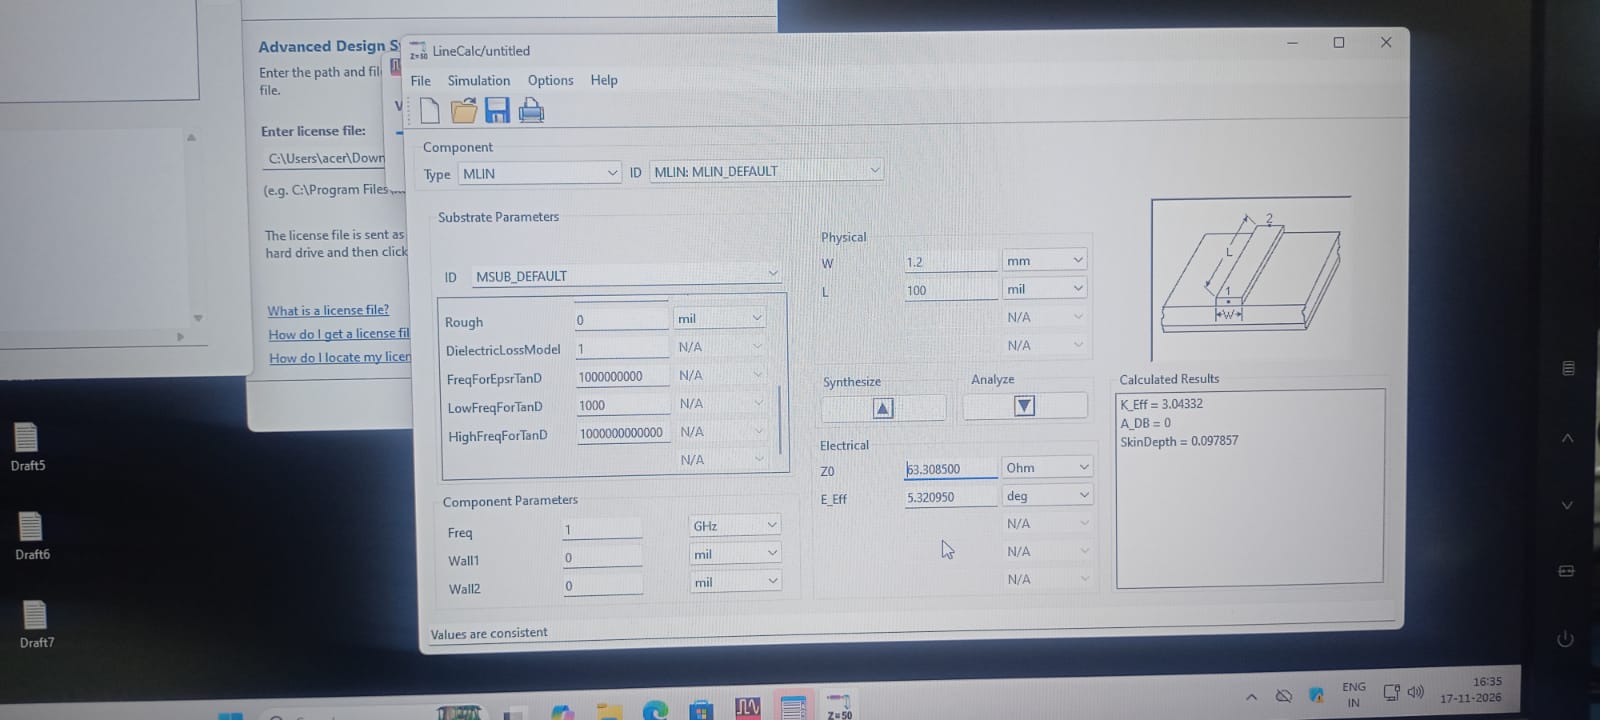 Advanced Design S
Enter the path and fil
file.
Enter license file:
C:\Users\acer\Down
(e.g. C:\Program Files
The license file is sent as
hard drive and then click
What is a license file?
How do I get a license fil
How do I locate my licen
Draft5
Draft6
Draft7
Z=50 LineCalc/untitled
File Simulation Options Help
Component
Type MLIN ID MLIN: MLIN_DEFAULT
Substrate Parameters
ID MSUB_DEFAULT
Rough 0 mil
DielectricLossModel 1 N/A
FreqForEpsrTanD 1000000000 N/A
LowFreqForTanD 1000 N/A
HighFreqForTanD 1000000000000 N/A
N/A
Component Parameters
Freq 1 GHz
Wall1 0 mil
Wall2 0 mil
Physical
W 1.2 mm
L 100 mil
N/A
N/A
Synthesize Analyze
Electrical
Z0 63.308500 Ohm
E_Eff 5.320950 deg
N/A
N/A
N/A
2
L
1
W
Calculated Results
K_Eff = 3.04332
A_DB = 0
SkinDepth = 0.097857
Values are consistent
Z=50
ENG
IN
16:35
17-11-2026